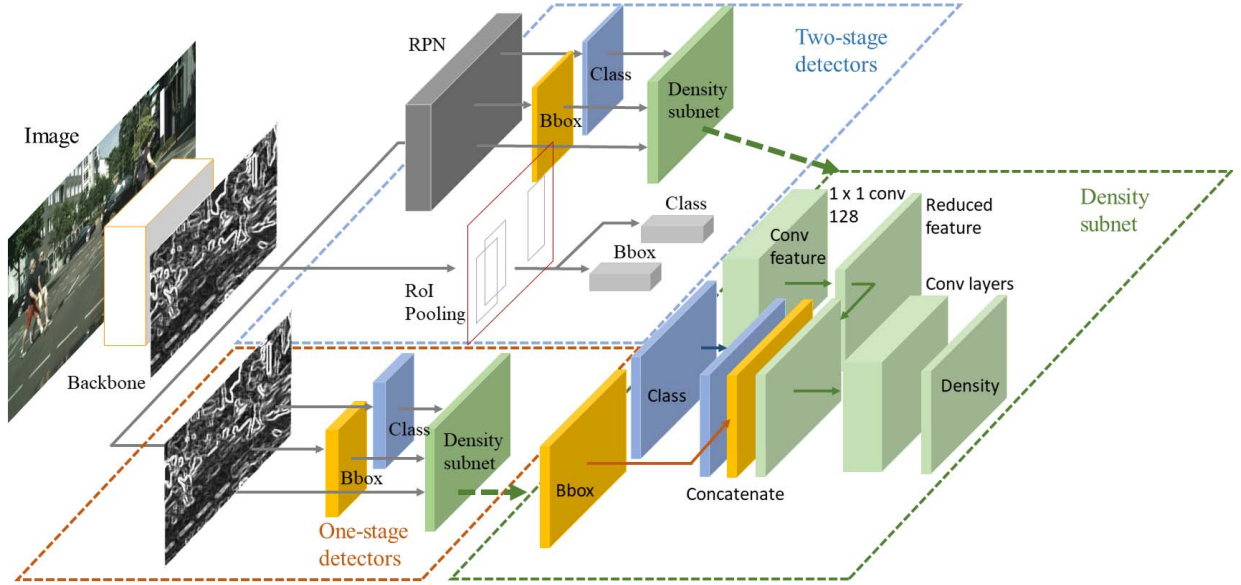 Image
Backbone
RPN
Bbox
Class
Density
subnet
Two-stage
detectors
RoI
Pooling
Class
Bbox
Bbox
Class
Density
subnet
One-stage
detectors
Density
subnet
1 x 1 conv
128
Conv
feature
Reduced
feature
Conv layers
Class
Bbox
Concatenate
Density